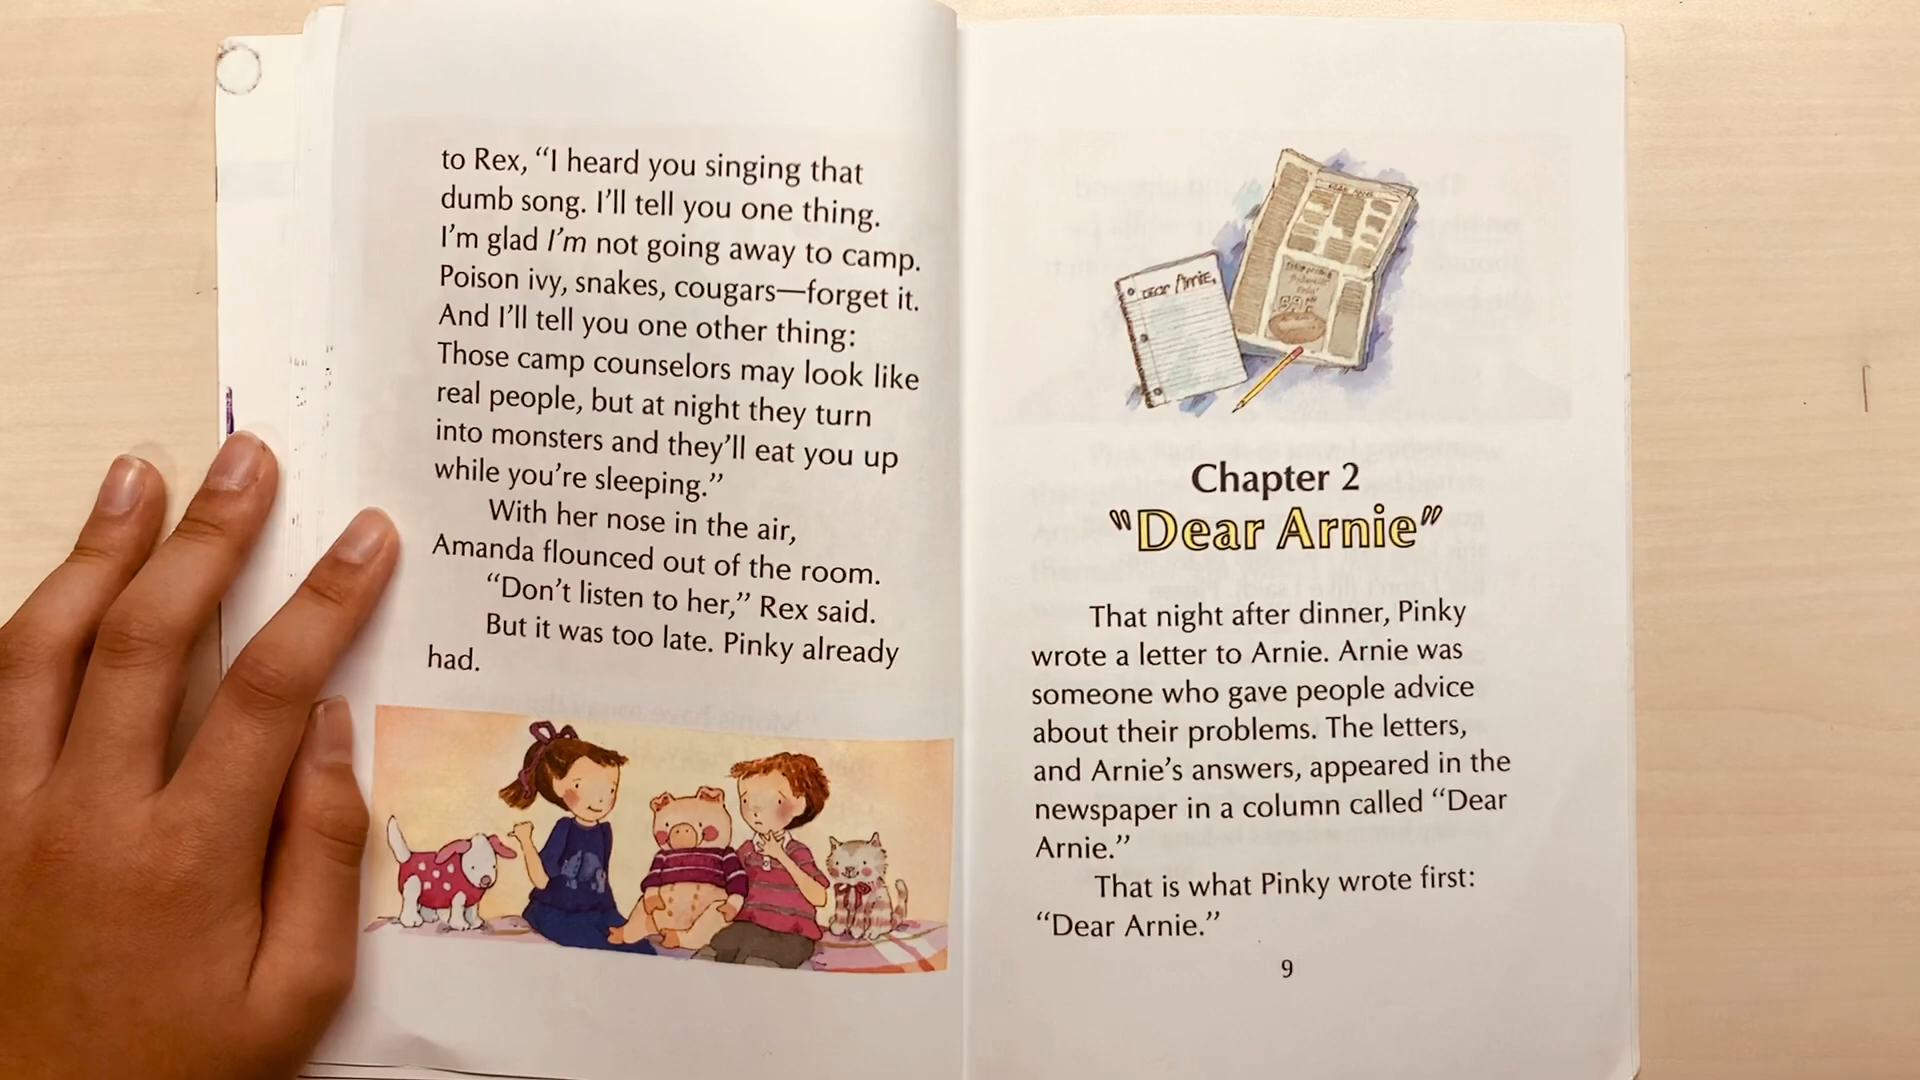 to Rex, “I heard you singing that
dumb song. I’ll tell you one thing.
I’m glad I’m not going away to camp.
Poison ivy, snakes, cougars—forget it.
And I’ll tell you one other thing:
Those camp counselors may look like
real people, but at night they turn
into monsters and they’ll eat you up
while you’re sleeping.”
With her nose in the air,
Amanda flounced out of the room.
“Don’t listen to her,” Rex said.
But it was too late. Pinky already
had.
Dear Arnie,
Chapter 2
“Dear Arnie”
That night after dinner, Pinky
wrote a letter to Arnie. Arnie was
someone who gave people advice
about their problems. The letters,
and Arnie’s answers, appeared in the
newspaper in a column called “Dear
Arnie.”
That is what Pinky wrote first:
“Dear Arnie.”
9